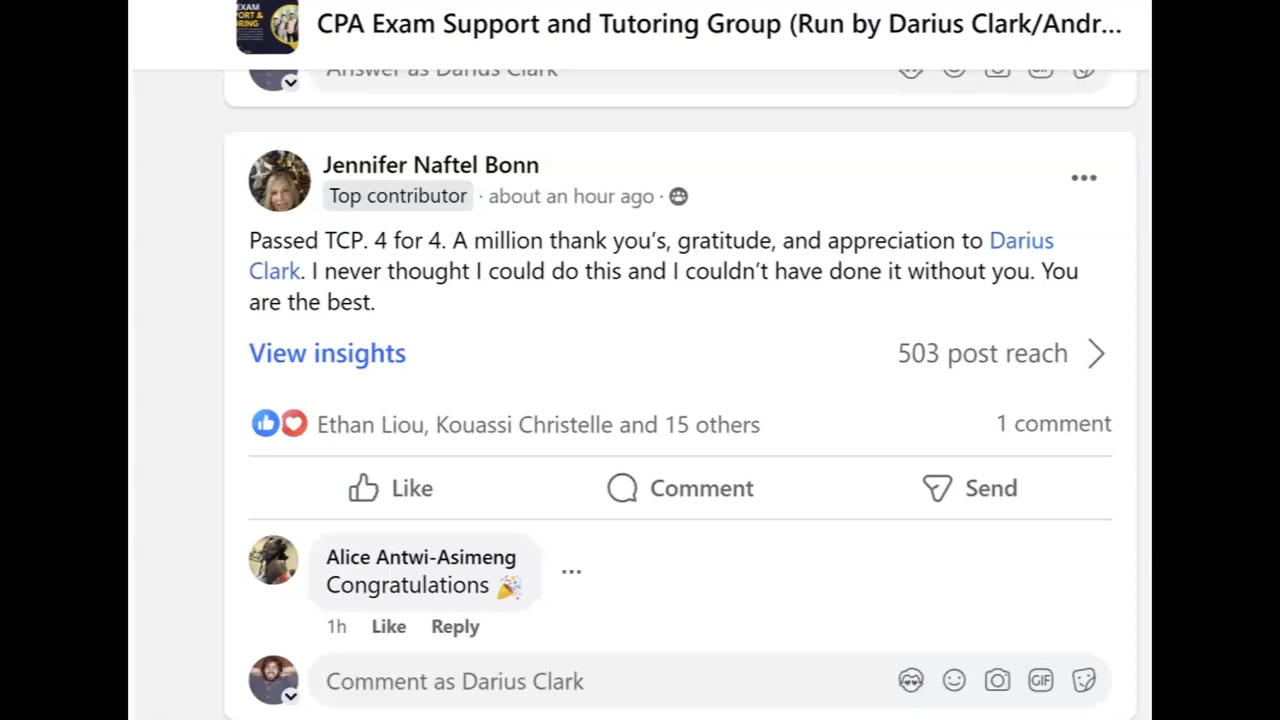 EXAM
PORT &
RING
CPA Exam Support and Tutoring Group (Run by Darius Clark/Andr...
Answer as Darius Clark
Jennifer Naftel Bonn
Top contributor · about an hour ago ·
Passed TCP. 4 for 4. A million thank you’s, gratitude, and appreciation to Darius
Clark. I never thought I could do this and I couldn’t have done it without you. You
are the best.
View insights
503 post reach
Ethan Liou, Kouassi Christelle and 15 others
1 comment
Like
Comment
Send
Alice Antwi-Asimeng
Congratulations 🎉
1h Like Reply
Comment as Darius Clark
GIF